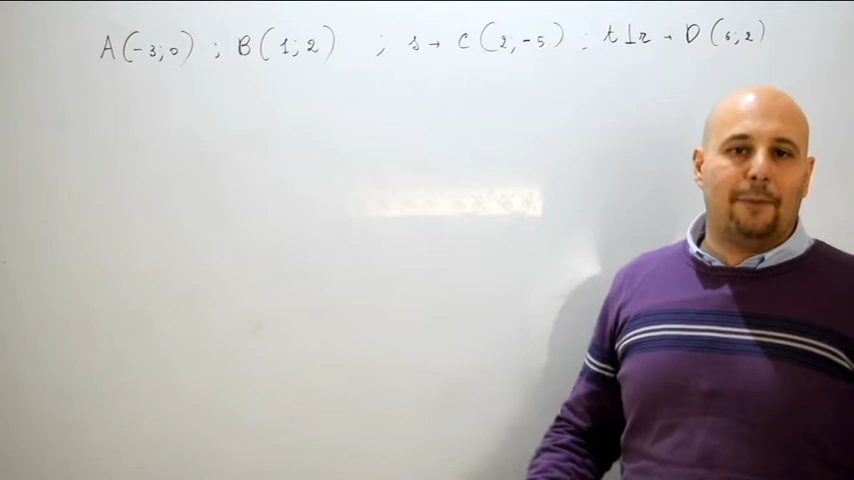 A(-3;0) ; B(1;2) ; s→ C(2;-5) ; t⊥r → D(6;2)